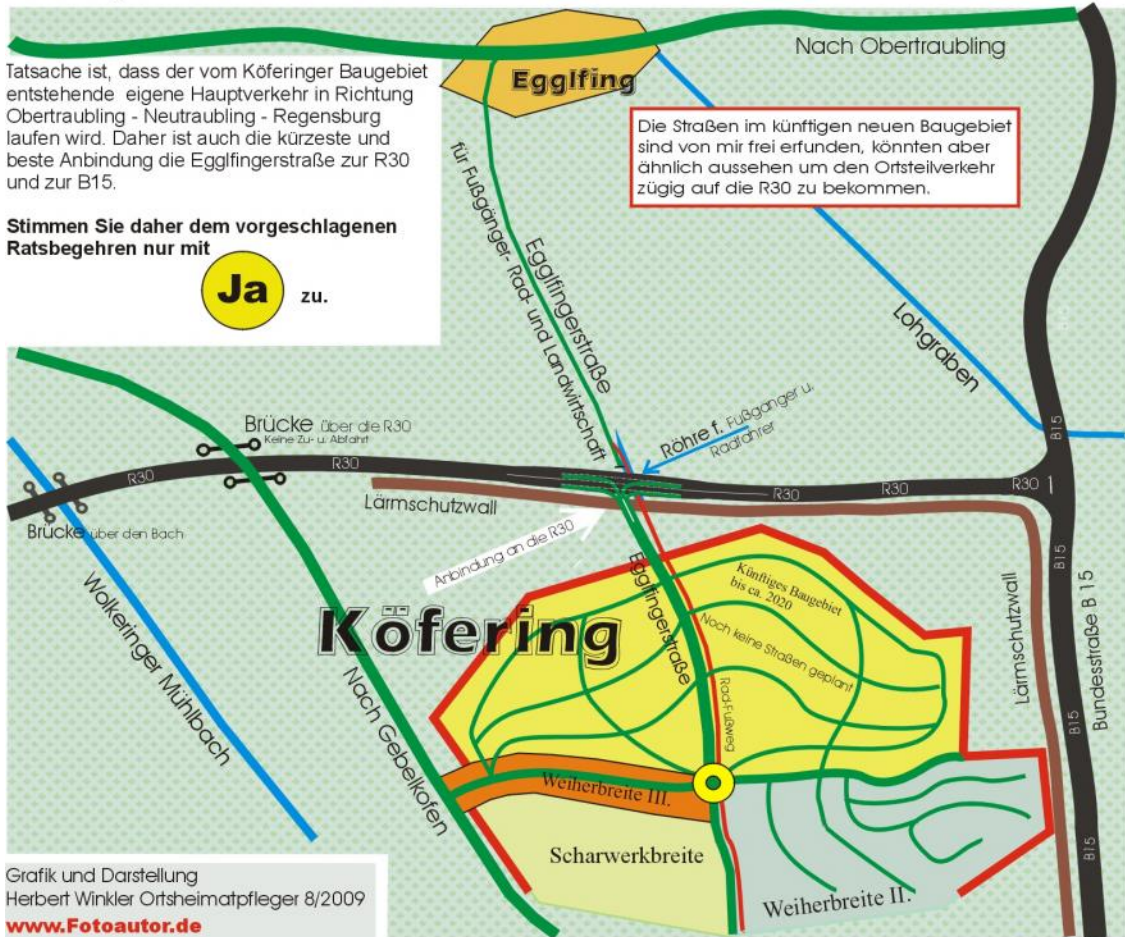 Nach Obertraubling
Egglfing
Tatsache ist, dass der vom Köferinger Baugebiet
entstehende eigene Hauptverkehr in Richtung
Obertraubling - Neutraubling - Regensburg
laufen wird. Daher ist auch die kürzeste und
beste Anbindung die Egglfingerstraße zur R30
und zur B15.
Stimmen Sie daher dem vorgeschlagenen
Ratsbegehren nur mit
Ja zu.
Die Straßen im künftigen neuen Baugebiet
sind von mir frei erfunden, könnten aber
ähnlich aussehen um den Ortsteilverkehr
zügig auf die R30 zu bekommen.
für Fußgänger- Rad- und Landwirtschaft
Egglfingerstraße
Lohgraben
B15
Brücke über die R30
Keine Zu- u. Abfahrt
Röhre f. Fußgänger u.
Radfahrer
R30
R30
R30
R30
R30
R30
Lärmschutzwall
Brücke über den Bach
Anbindung an die R30
B15
Egglfingerstraße
Künftiges Baugebiet
bis ca. 2020
Noch keine Straßen geplant
Köfering
Wolkeringer Mühlbach
Nach Gebelkofen
Rad-Fußweg
Lärmschutzwall
Bundesstraße B 15
B15
B15
Weiherbreite III.
Scharwerkbreite
Weiherbreite II.
Grafik und Darstellung
Herbert Winkler Ortsheimatpfleger 8/2009
www.Fotoautor.de